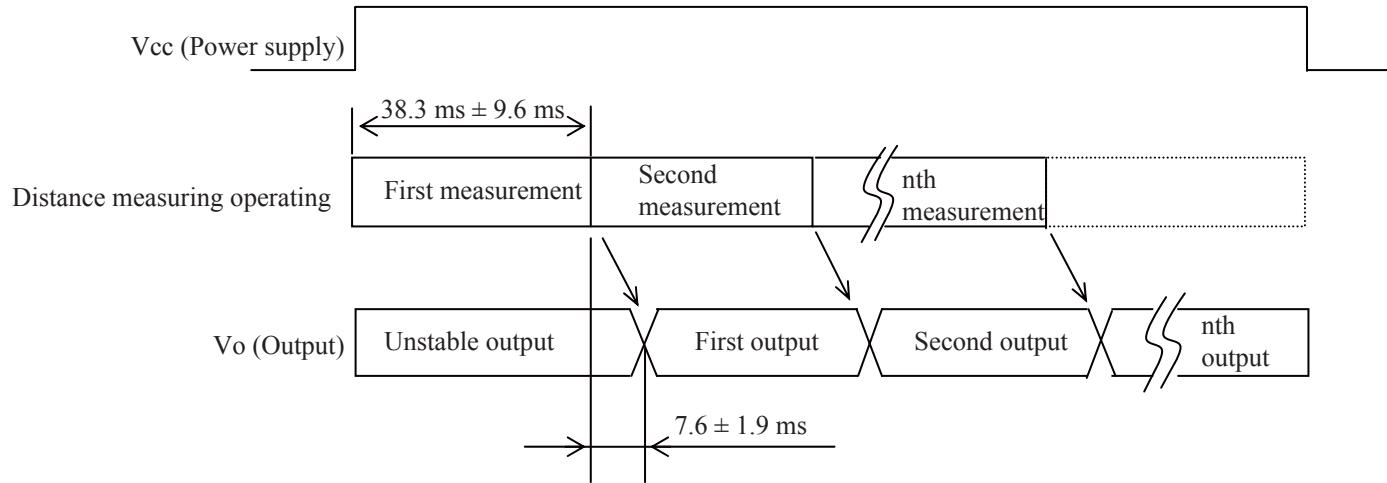 Vcc (Power supply)
38.3 ms ± 9.6 ms
Distance measuring operating
First measurement
Second
measurement
nth
measurement
Vo (Output)
Unstable output
First output
Second output
nth
output
7.6 ± 1.9 ms